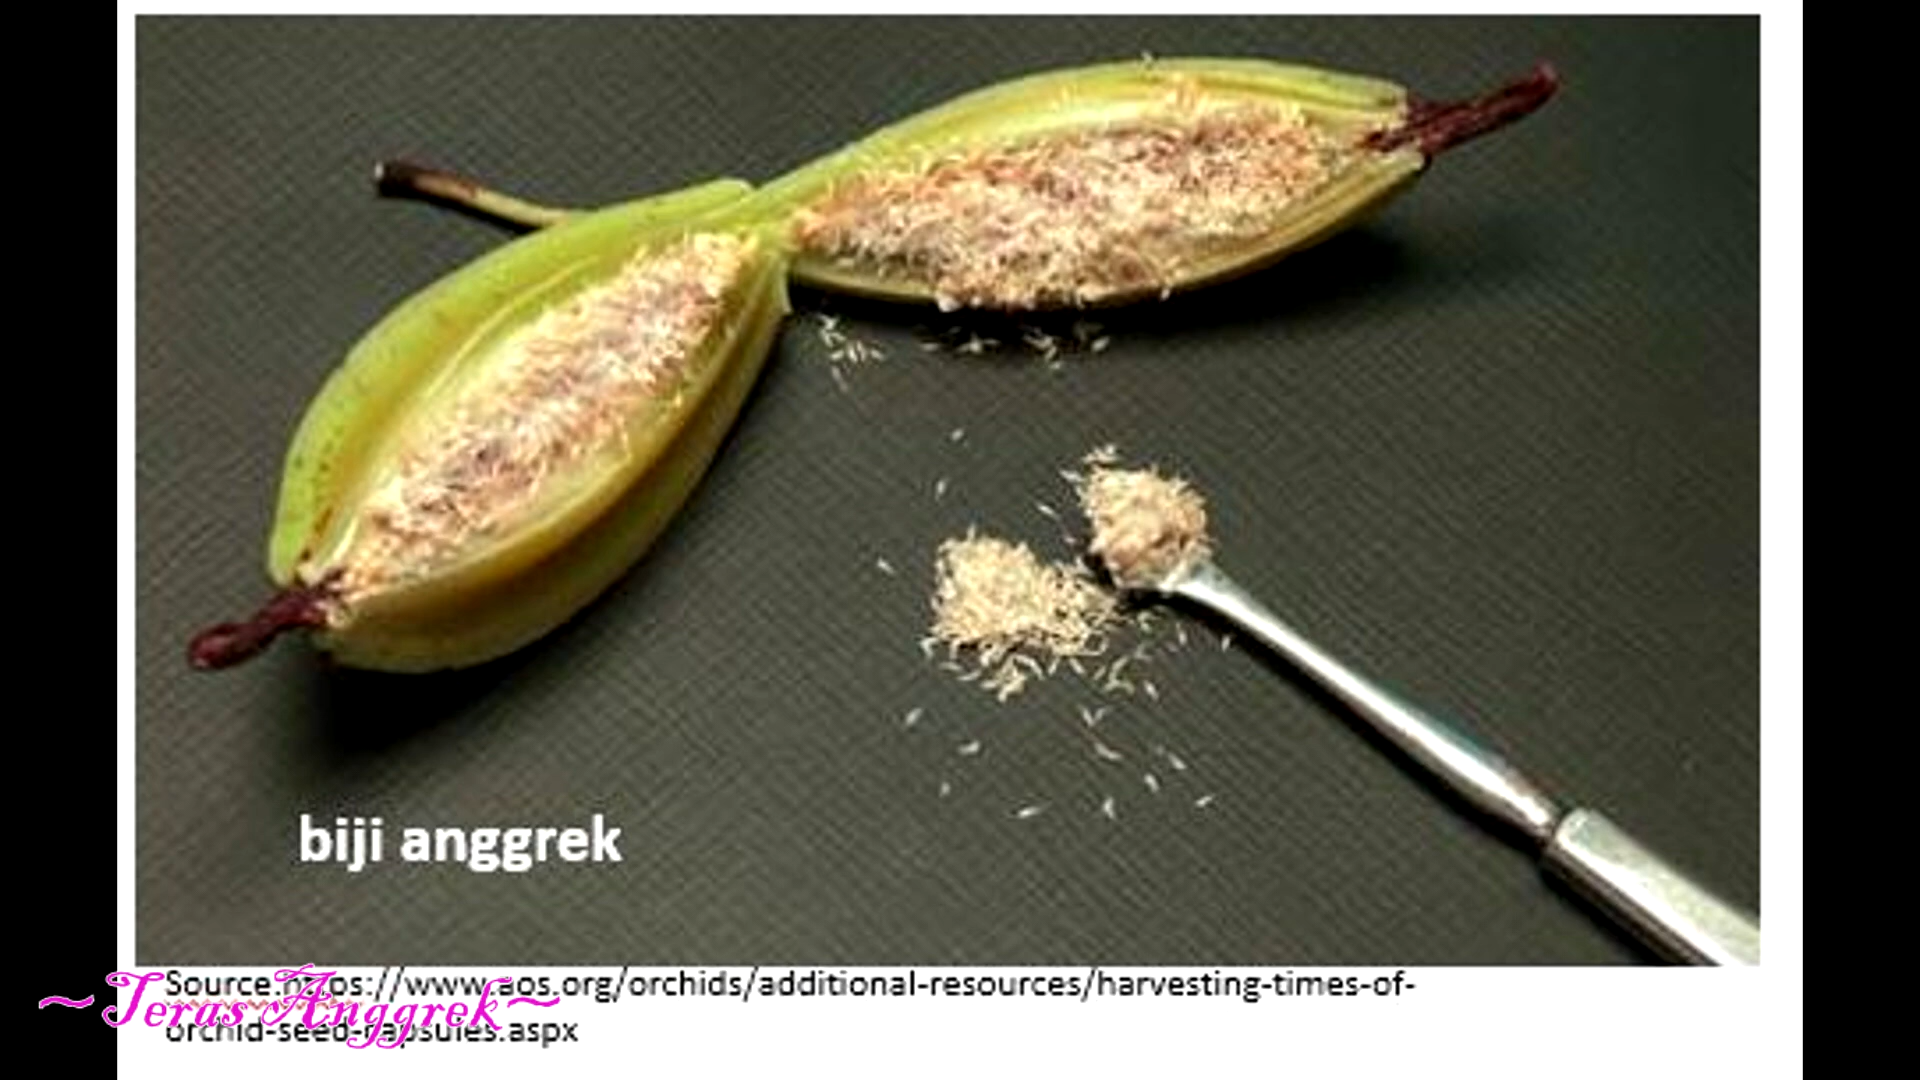 biji anggrek
Source:https://www.aos.org/orchids/additional-resources/harvesting-times-of-
orchid-seed-capsules.aspx
~Teras Anggrek~